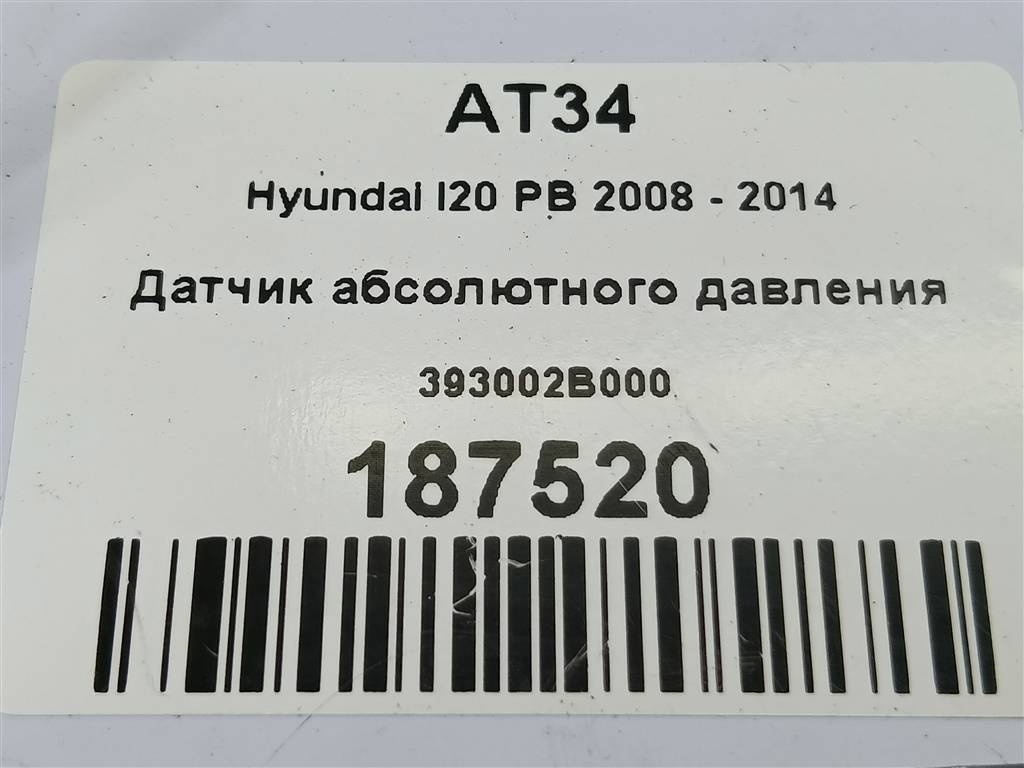 AT34
Hyundai I20 PB 2008 - 2014
Датчик абсолютного давления
393002B000
187520